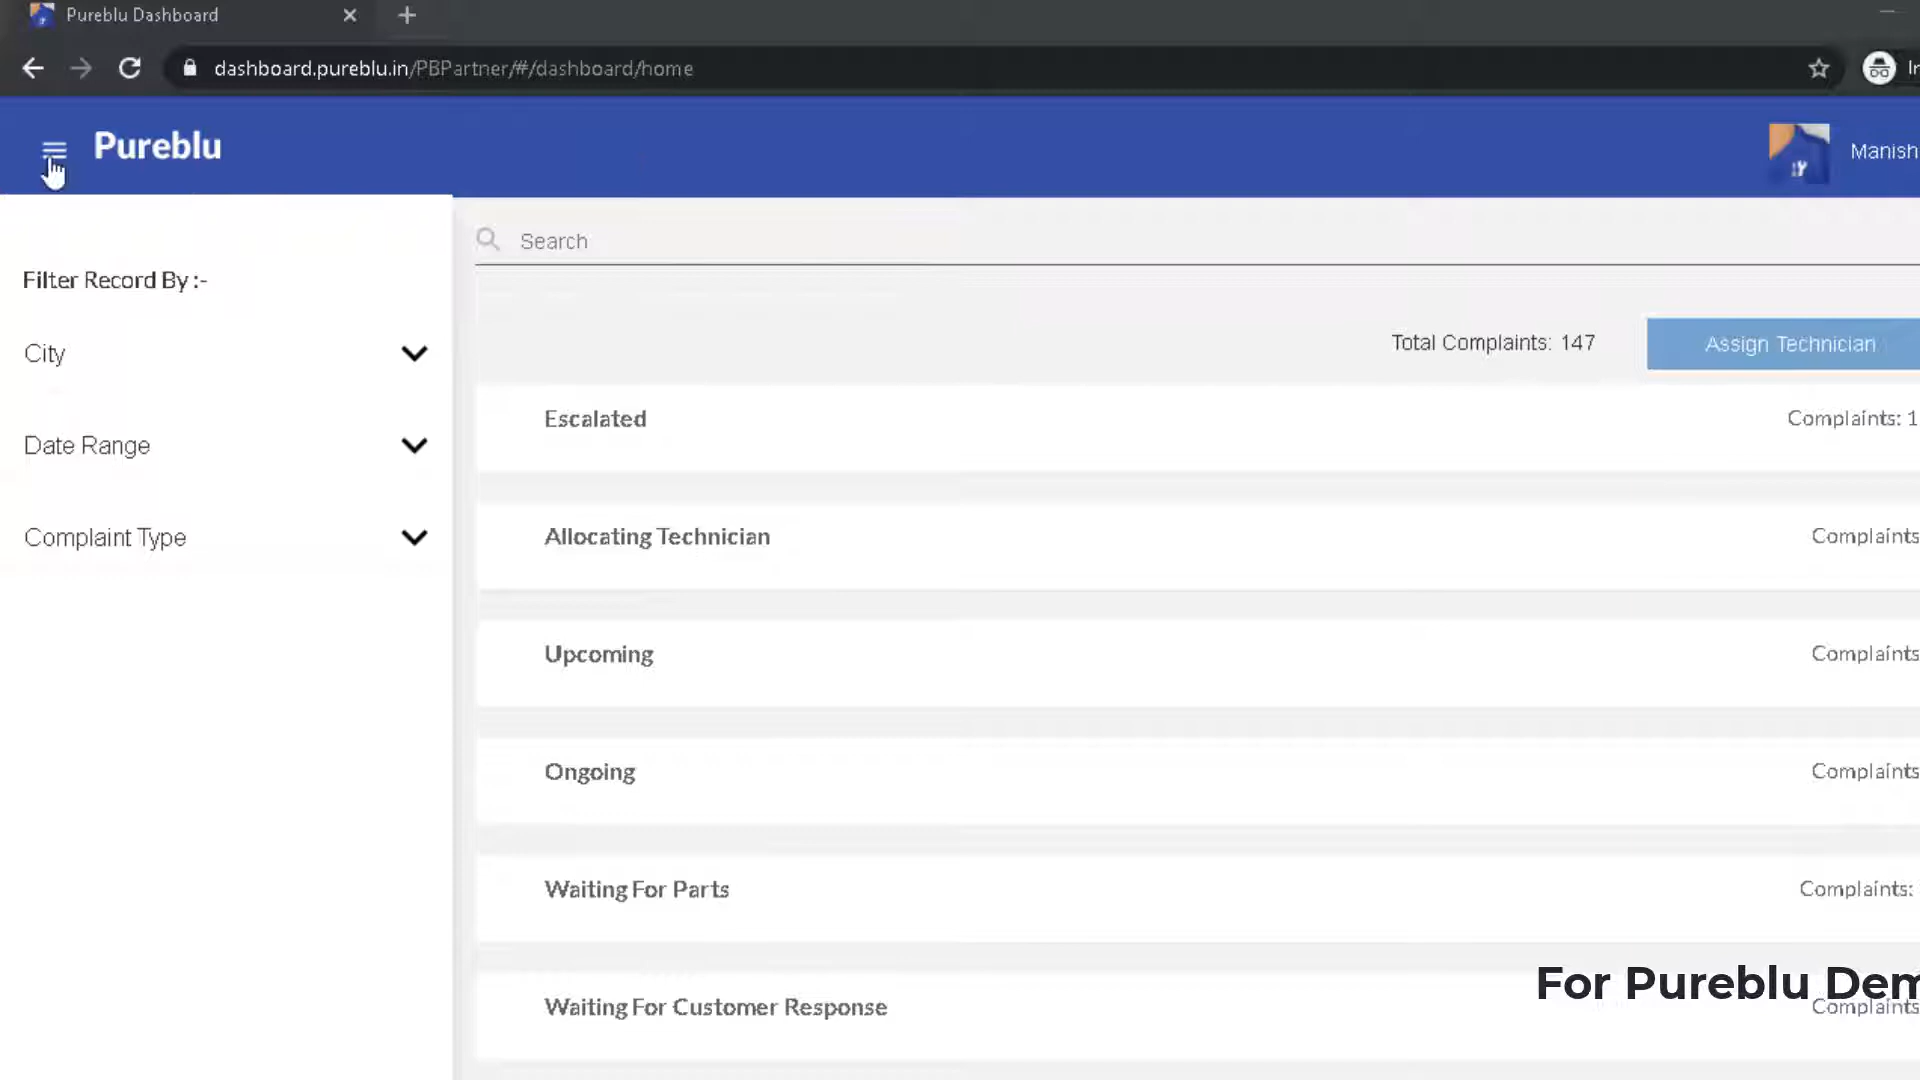 Pureblu Dashboard
dashboard.pureblu.in/PBPartner/#/dashboard/home
Pureblu
Manish
Search
Filter Record By :-
City
Date Range
Complaint Type
Total Complaints: 147
Assign Technician
Escalated
Complaints: 1
Allocating Technician
Complaints
Upcoming
Complaints
Ongoing
Complaints
Waiting For Parts
Complaints:
For Pureblu Dem
Waiting For Customer Response
Complaints